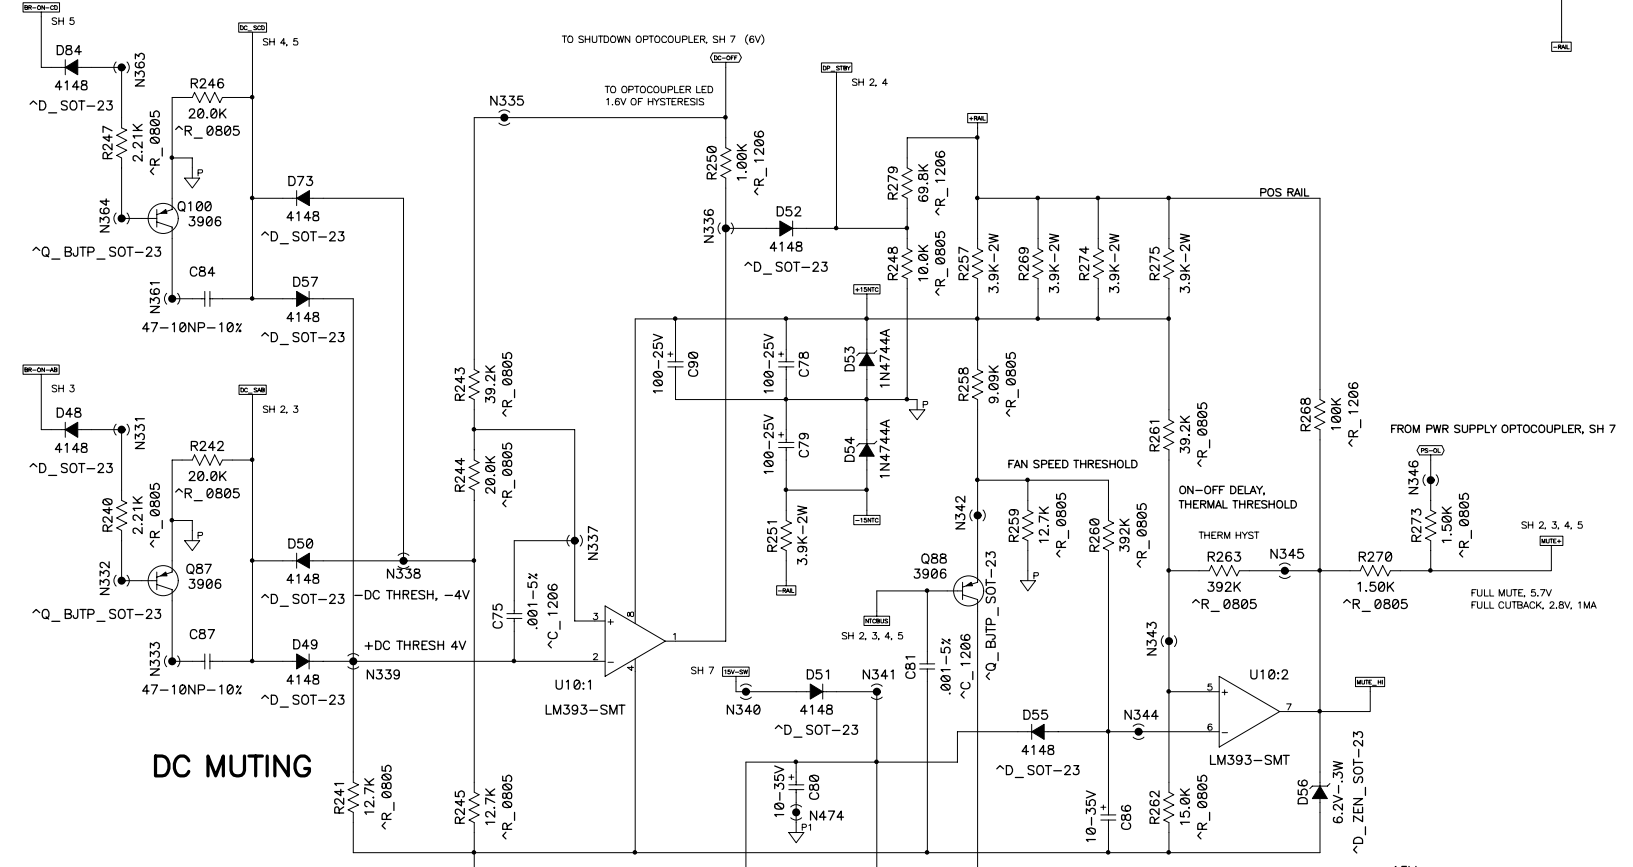 BR-ON-CD
SH 5
D84
4148
^D_SOT-23
N363
R247
2.21K
^R_0805
N364
DC_SCD
SH 4, 5
R246
20.0K
^R_0805
Q100
3906
^Q_BJTP_SOT-23
P
N361
C84
47-10NP-10%
D73
4148
^D_SOT-23
D57
4148
^D_SOT-23
BR-ON-AB
SH 3
D48
4148
^D_SOT-23
N331
R240
2.21K
^R_0805
N332
DC_SAB
SH 2, 3
R242
20.0K
^R_0805
P
Q87
3906
^Q_BJTP_SOT-23
N333
C87
47-10NP-10%
D50
4148
^D_SOT-23
N338
-DC THRESH, -4V
D49
4148
^D_SOT-23
+DC THRESH 4V
N339
DC MUTING
R241
12.7K
^R_0805
R245
12.7K
^R_0805
TO SHUTDOWN OPTOCOUPLER, SH 7 (6V)
DC-OFF
TO OPTOCOUPLER LED
1.6V OF HYSTERESIS
N335
R250
1.00K
^R_1206
N336
D52
4148
^D_SOT-23
DP_STBY
SH 2, 4
R243
39.2K
^R_0805
R244
20.0K
^R_0805
N337
C75
.001-5%
^C_1206
3
+
2
-
8
4
1
U10:1
LM393-SMT
+RAIL
R279
69.8K
^R_1206
R248
10.0K
^R_0805
R257
3.9K-2W
R269
3.9K-2W
R274
3.9K-2W
R275
3.9K-2W
POS RAIL
-RAIL
+15NTC
100-25V
+
C90
100-25V
+
C78
D53
1N4744A
P
100-25V
+
C79
D54
1N4744A
-15NTC
R251
3.9K-2W
-RAIL
R258
9.09K
^R_0805
FAN SPEED THRESHOLD
N342
R259
12.7K
^R_0805
P
R260
392K
^R_0805
Q88
3906
^Q_BJTP_SOT-23
NTCBUS
SH 2, 3, 4, 5
C81
.001-5%
^C_1206
SH 7
15V-SW
N340
D51
4148
^D_SOT-23
N341
10-35V
+
C80
N474
P1
D55
4148
^D_SOT-23
N344
10-35V
+
C86
R261
39.2K
^R_0805
ON-OFF DELAY,
THERMAL THRESHOLD
THERM HYST
R263
392K
^R_0805
N345
N343
R262
15.0K
^R_0805
5
+
6
-
7
U10:2
LM393-SMT
R268
100K
^R_1206
FROM PWR SUPPLY OPTOCOUPLER, SH 7
PS-OL
N346
R273
1.50K
^R_0805
R270
1.50K
^R_0805
SH 2, 3, 4, 5
MUTE+
FULL MUTE, 5.7V
FULL CUTBACK, 2.8V, 1MA
MUTE_HI
D56
6.2V-.3W
^D_ZEN_SOT-23